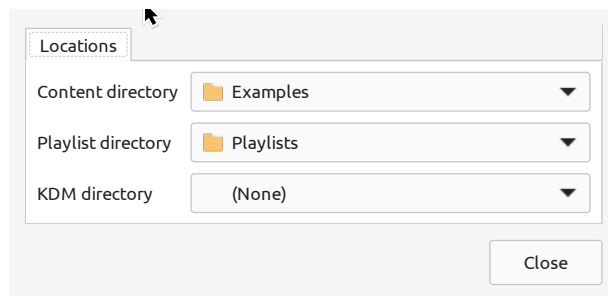 Locations
Content directory Examples
Playlist directory Playlists
KDM directory (None)
Close